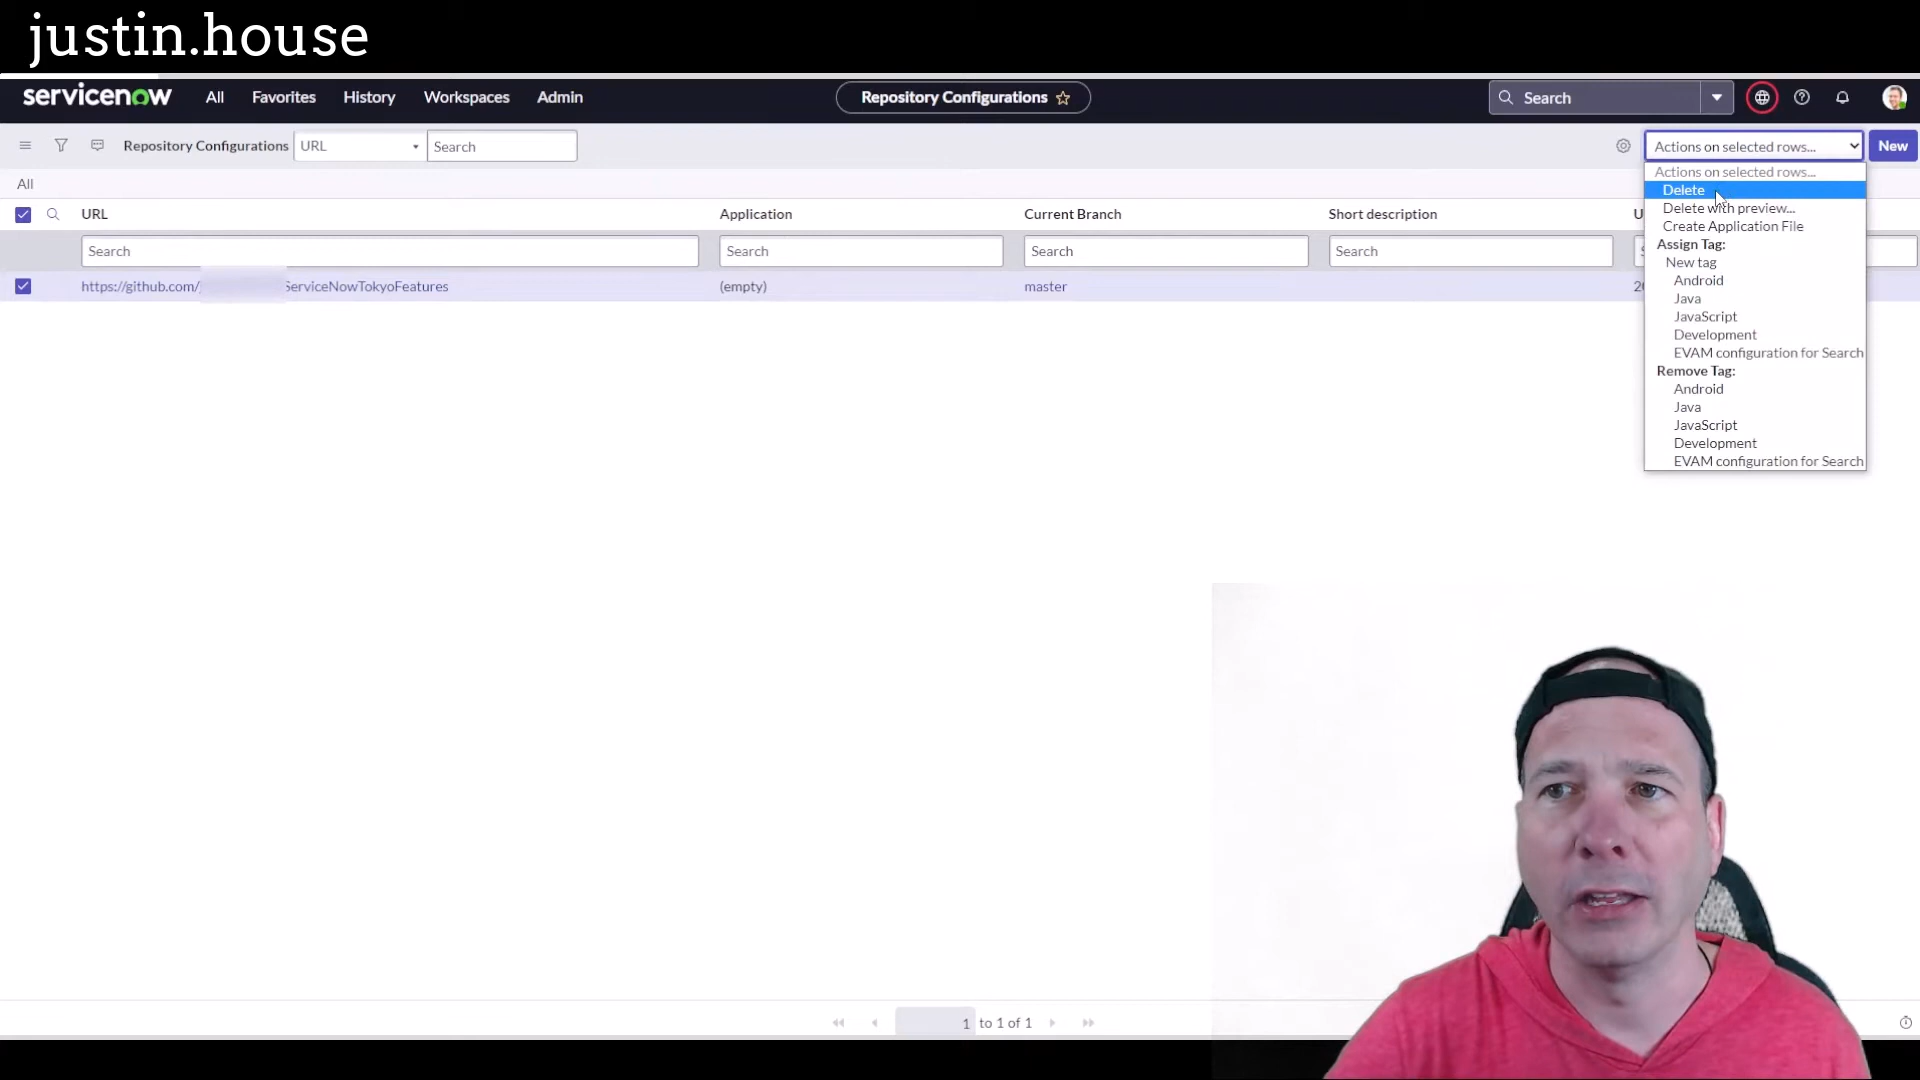 justin.house
servicenow All Favorites History Workspaces Admin Repository Configurations Search
Repository Configurations URL Search Actions on selected rows... New
All
URL Application Current Branch Short description U
Search Search Search Search
https://github.com/ ServiceNowTokyoFeatures (empty) master 20
Actions on selected rows...
Delete
Delete with preview...
Create Application File
Assign Tag:
New tag
Android
Java
JavaScript
Development
EVAM configuration for Search
Remove Tag:
Android
Java
JavaScript
Development
EVAM configuration for Search
1 to 1 of 1